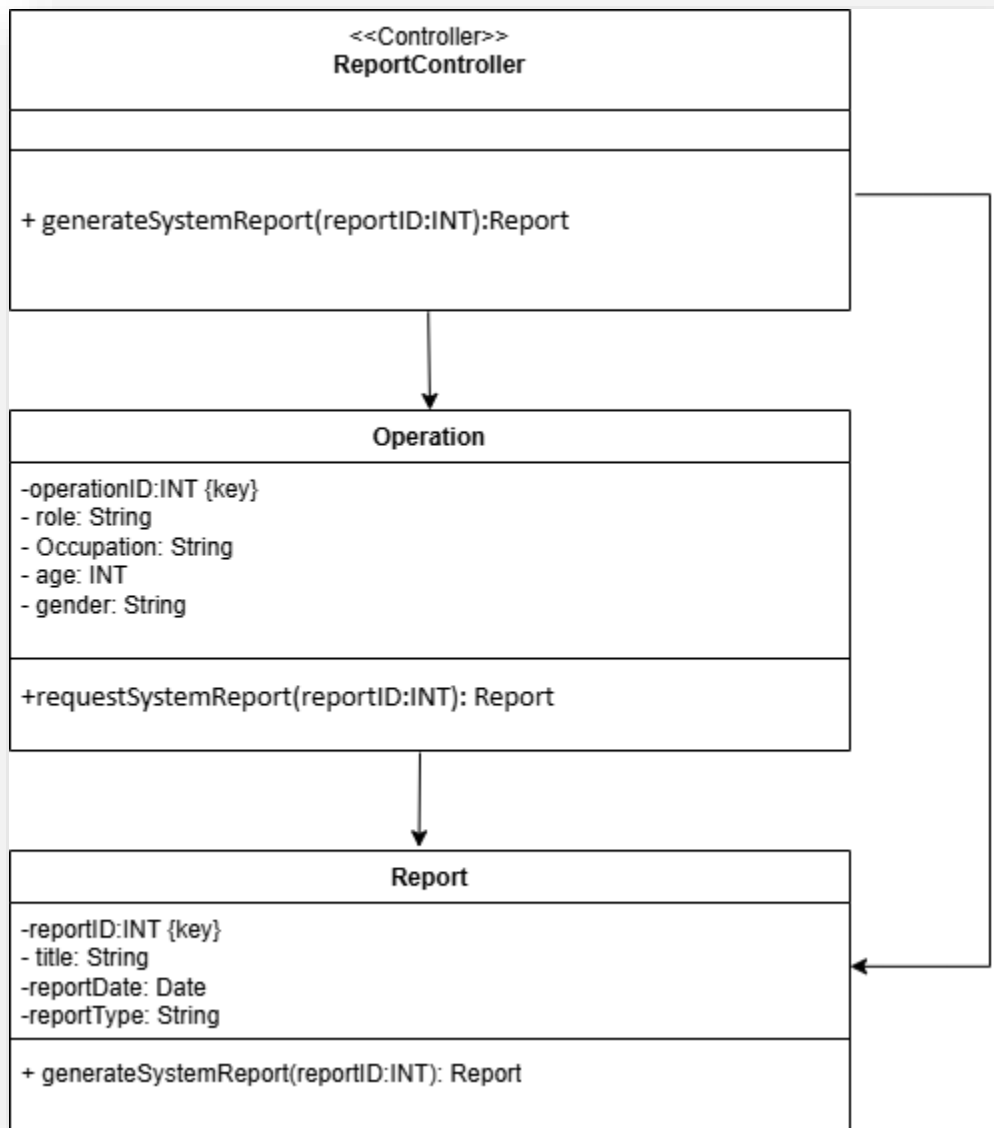 <<Controller>>
ReportController
+ generateSystemReport(reportID:INT):Report
Operation
-operationID:INT {key}
- role: String
- Occupation: String
- age: INT
- gender: String
+requestSystemReport(reportID:INT): Report
Report
-reportID:INT {key}
- title: String
-reportDate: Date
-reportType: String
+ generateSystemReport(reportID:INT): Report